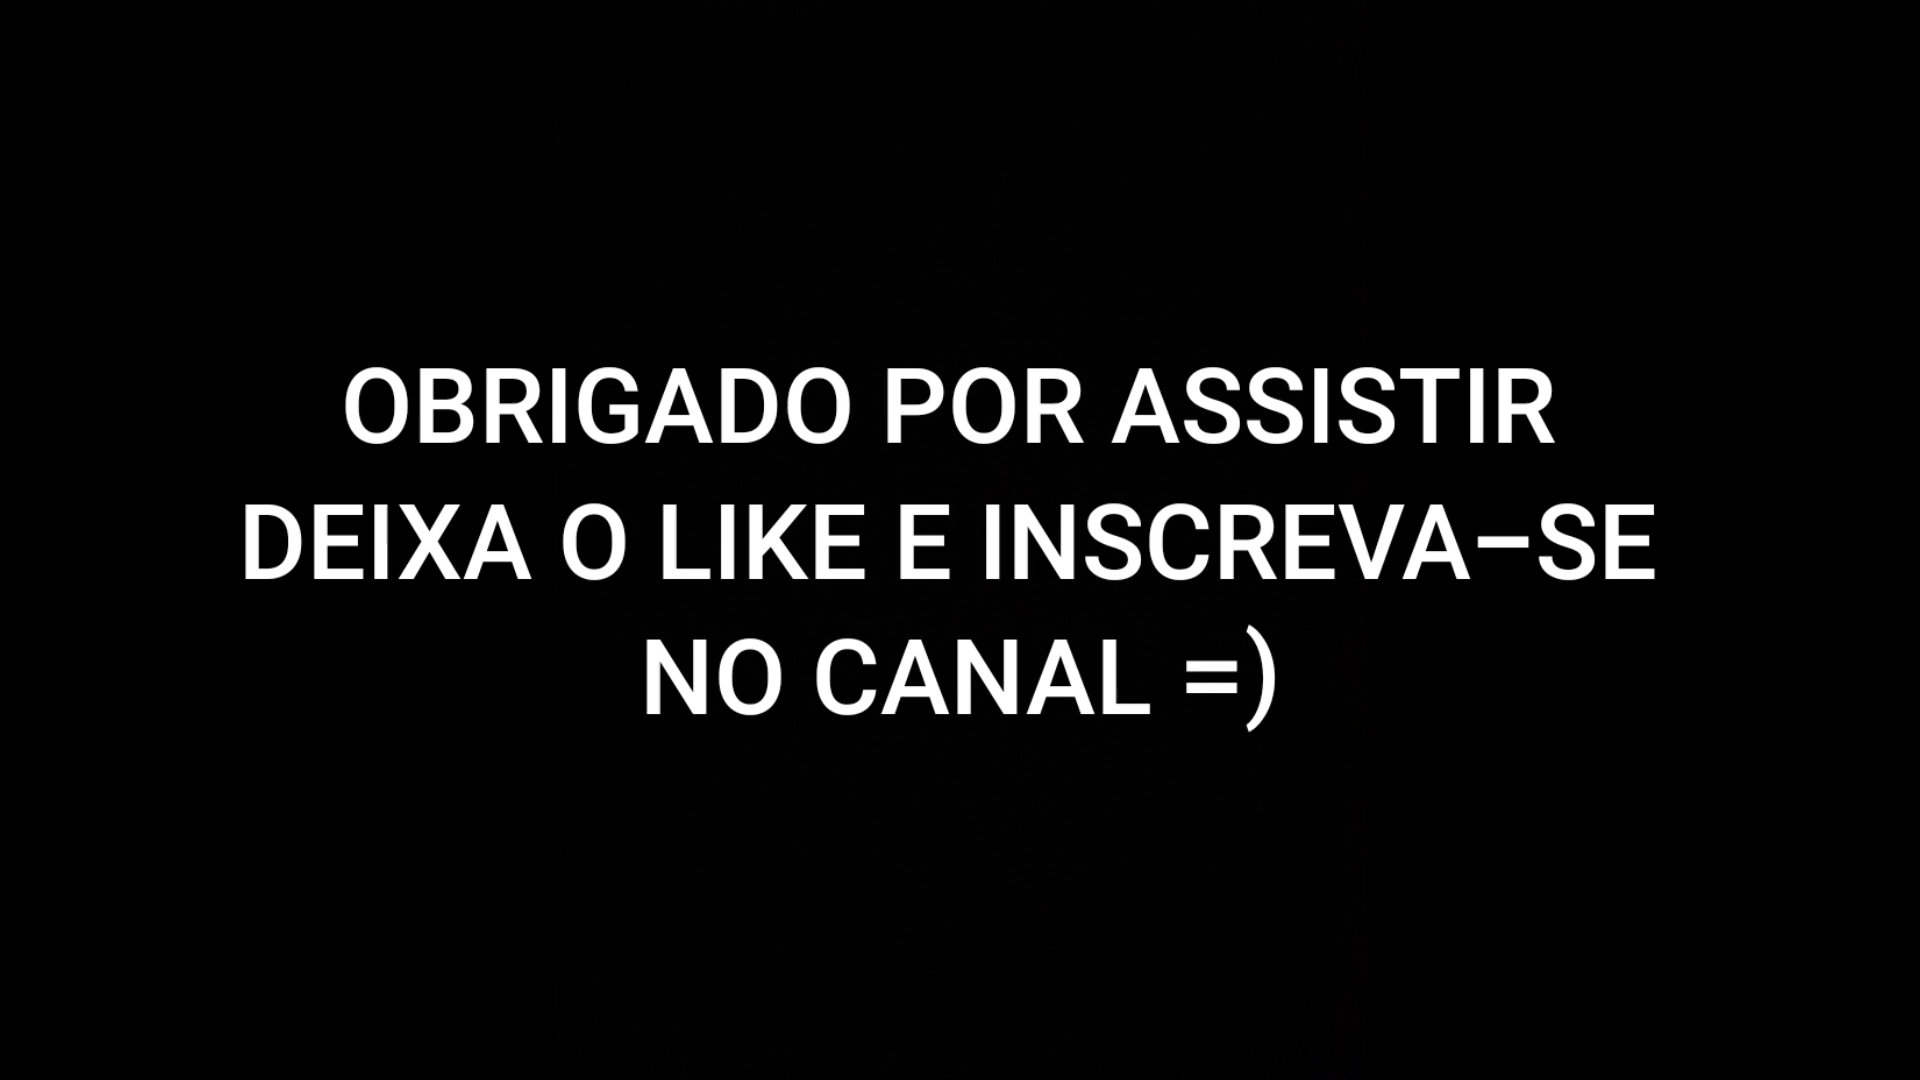 OBRIGADO POR ASSISTIR
DEIXA O LIKE E INSCREVA-SE
NO CANAL =)